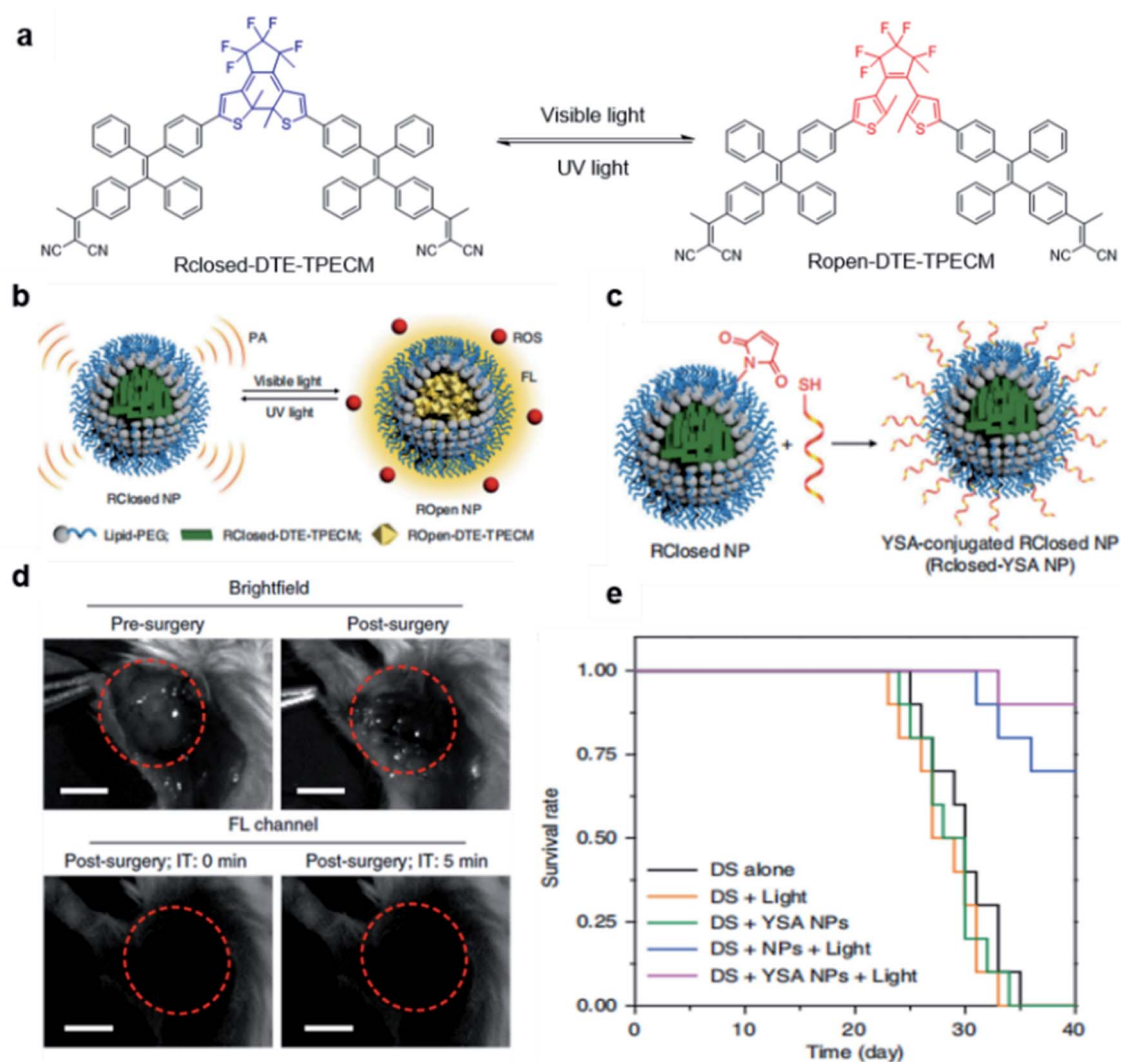 a
F F
F F
F
S S
NC CN
NC CN
Rclosed-DTE-TPECM
Visible light
UV light
F F
F F
F
S S
NC CN
NC CN
Ropen-DTE-TPECM
b
PA
Visible light
UV light
ROS
FL
RClosed NP
ROpen NP
Lipid-PEG; RClosed-DTE-TPECM; ROpen-DTE-TPECM
c
O
N
O
SH
+
RClosed NP
YSA-conjugated RClosed NP
(Rclosed-YSA NP)
d
Brightfield
Pre-surgery Post-surgery
FL channel
Post-surgery; IT: 0 min Post-surgery; IT: 5 min
e
Survival rate
1.00
0.75
0.50
0.25
0.00
DS alone
DS + Light
DS + YSA NPs
DS + NPs + Light
DS + YSA NPs + Light
0 10 20 30 40
Time (day)